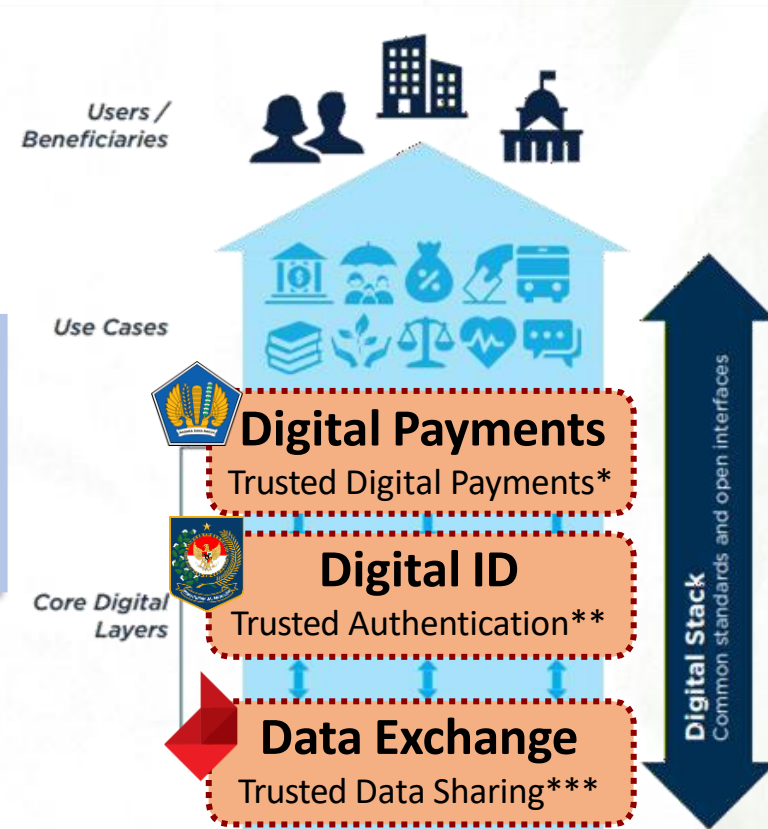 Users /
Beneficiaries
Use Cases
Digital Payments
Trusted Digital Payments*
Digital ID
Trusted Authentication**
Core Digital
Layers
Data Exchange
Trusted Data Sharing***
Digital Stack
Common standards and open interfaces